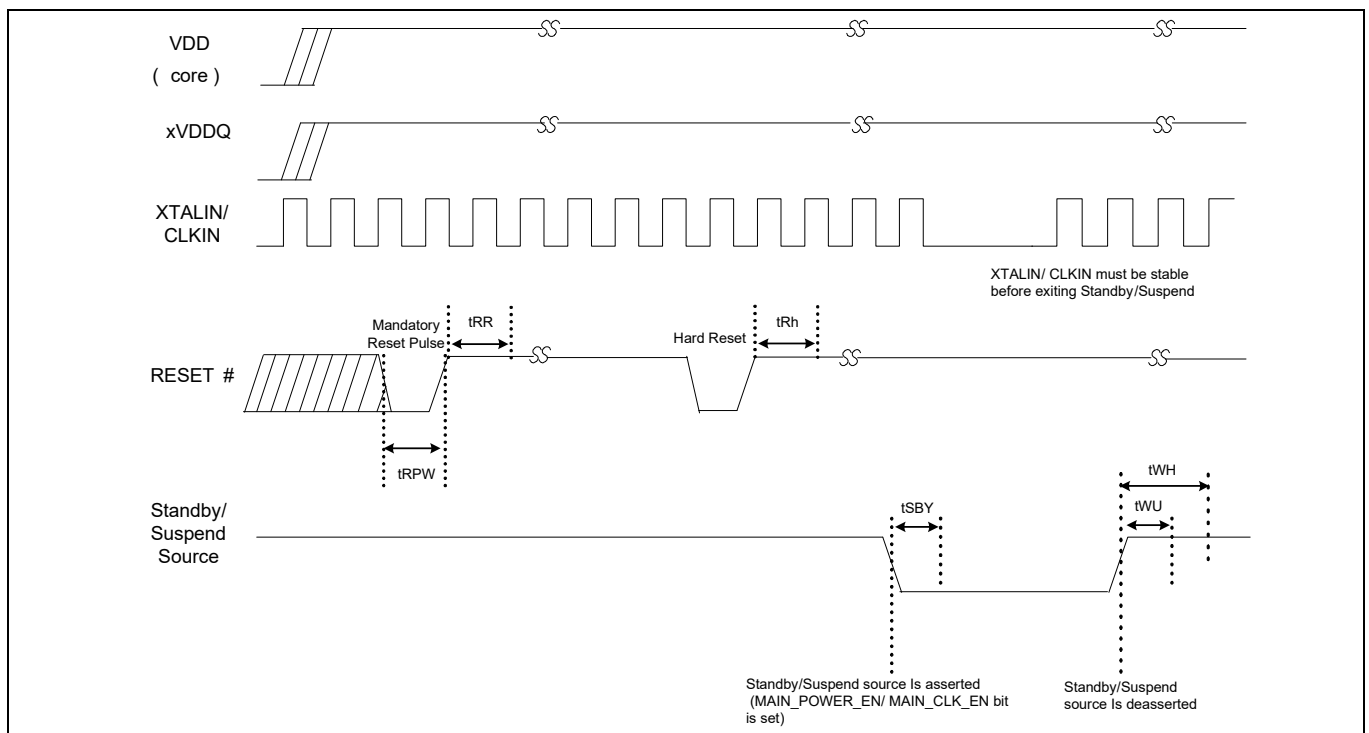 VDD
( core )
xVDDQ
XTALIN/
CLKIN
XTALIN/ CLKIN must be stable
before exiting Standby/Suspend
Mandatory
Reset Pulse
tRR
Hard Reset
tRh
RESET #
tRPW
tWH
Standby/
Suspend
Source
tSBY
tWU
Standby/Suspend source Is asserted
(MAIN_POWER_EN/ MAIN_CLK_EN bit
is set)
Standby/Suspend
source Is deasserted